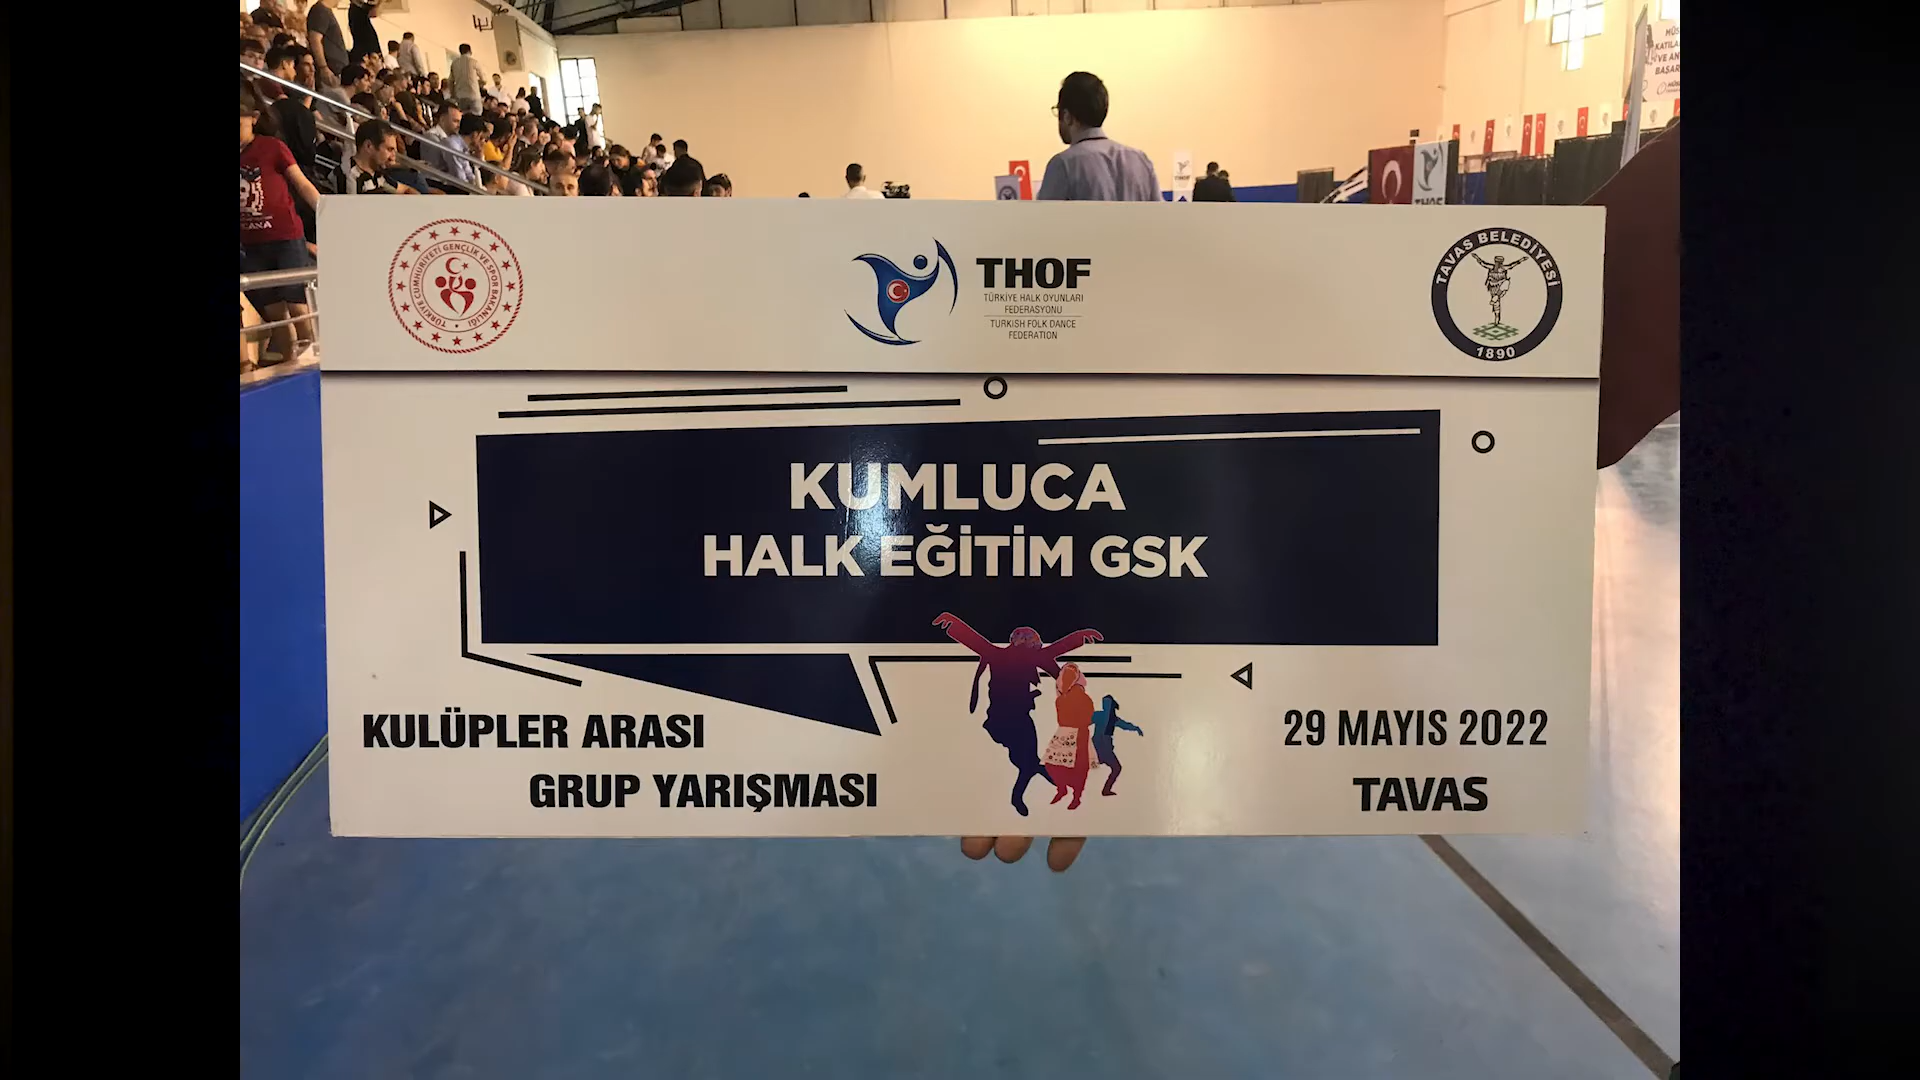 TÜRKİYE CUMHURİYETİ GENÇLİK VE SPOR BAKANLIĞI
THOF
TÜRKİYE HALK OYUNLARI
FEDERASYONU
TURKISH FOLK DANCE
FEDERATION
TAVAS BELEDİYESİ
1890
KUMLUCA
HALK EĞİTİM GSK
KULÜPLER ARASI
GRUP YARIŞMASI
29 MAYIS 2022
TAVAS
THOF